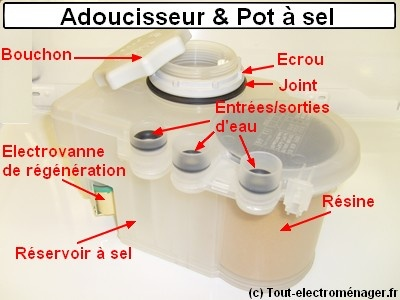 Adoucisseur & Pot à sel
Bouchon
Ecrou
Joint
Entrées/sorties
d'eau
Electrovanne
de régénération
Résine
Réservoir à sel
(c) Tout-electroménager.fr